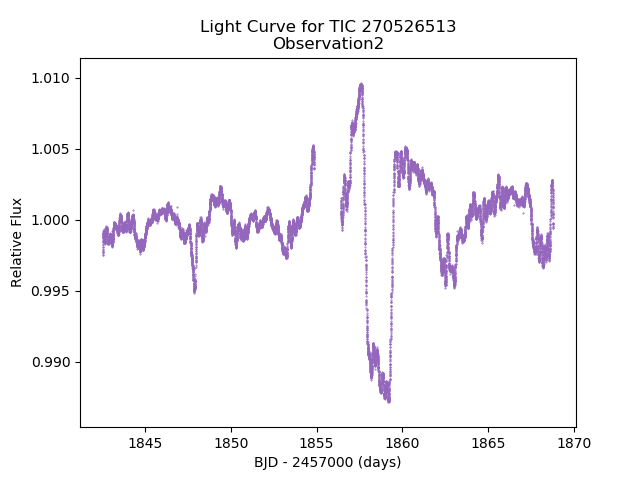 Light Curve for TIC 270526513
Observation2
1.010
1.005
1.000
0.995
0.990
Relative Flux
1845 1850 1855 1860 1865 1870
BJD - 2457000 (days)